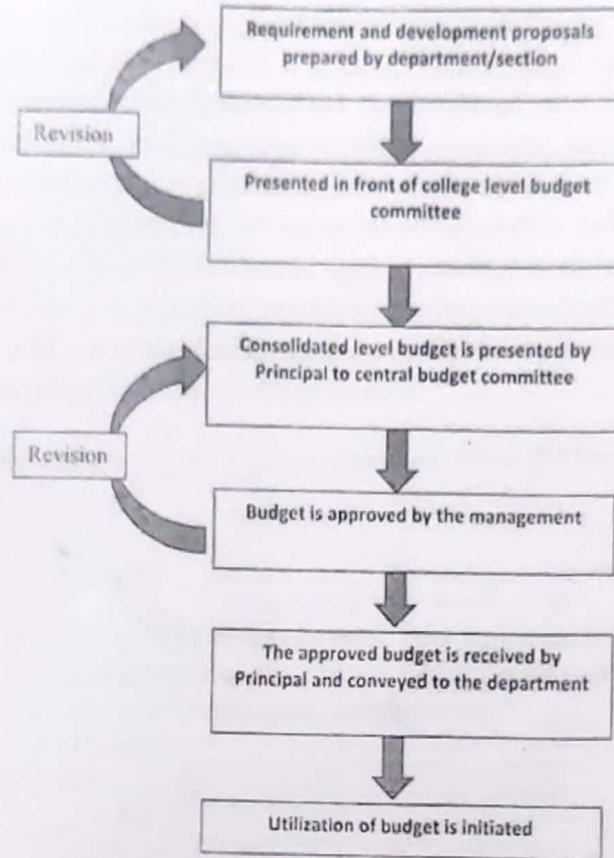 Requirement and development proposals
prepared by department/section
Revision
Presented in front of college level budget
committee
Consolidated level budget is presented by
Principal to central budget committee
Revision
Budget is approved by the management
The approved budget is received by
Principal and conveyed to the department
Utilization of budget is initiated